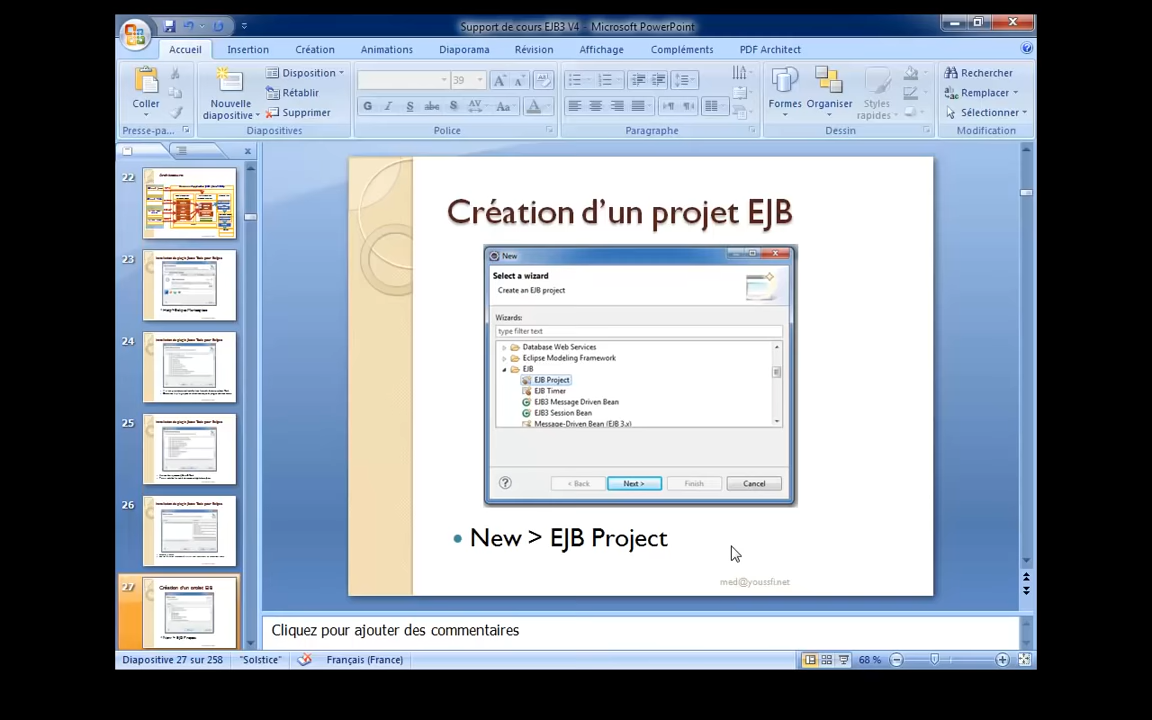 Support de cours EJB3 V4 - Microsoft PowerPoint
Accueil Insertion Création Animations Diaporama Révision Affichage Compléments PDF Architect
Coller
Nouvelle diapositive
Disposition
Rétablir
Supprimer
39
G I S abc S AV Aa A
Formes Organiser Styles rapides
Rechercher
Remplacer
Sélectionner
Presse-pa... Diapositives Police Paragraphe Dessin Modification
22
23
24
25
26
27
Création d'un projet EJB
New
Select a wizard
Create an EJB project
Wizards:
type filter text
Database Web Services
Eclipse Modeling Framework
EJB
EJB Project
EJB Timer
EJB3 Message Driven Bean
EJB3 Session Bean
Message-Driven Bean (EJB 3.x)
? < Back Next > Finish Cancel
• New > EJB Project
med@youssfi.net
Cliquez pour ajouter des commentaires
Diapositive 27 sur 258 "Solstice" Français (France) 68 %